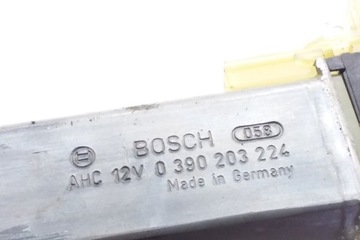 BOSCH 058
AHC 12V 0 390 203 224
Made in Germany